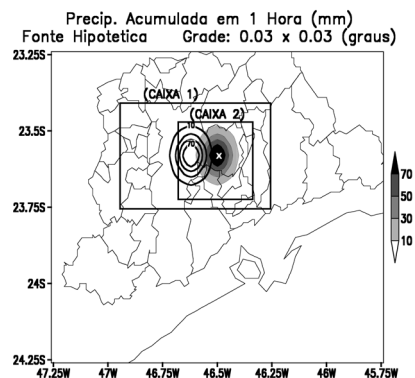 Precip. Acumulada em 1 Hora (mm)
Fonte Hipotetica Grade: 0.03 x 0.03 (graus)
23.25S
(CAIXA 1)
(CAIXA 2)
23.5S
10
70
x
70
50
30
10
23.75S
24S
24.25S
47.25W 47W 46.75W 46.5W 46.25W 46W 45.75W